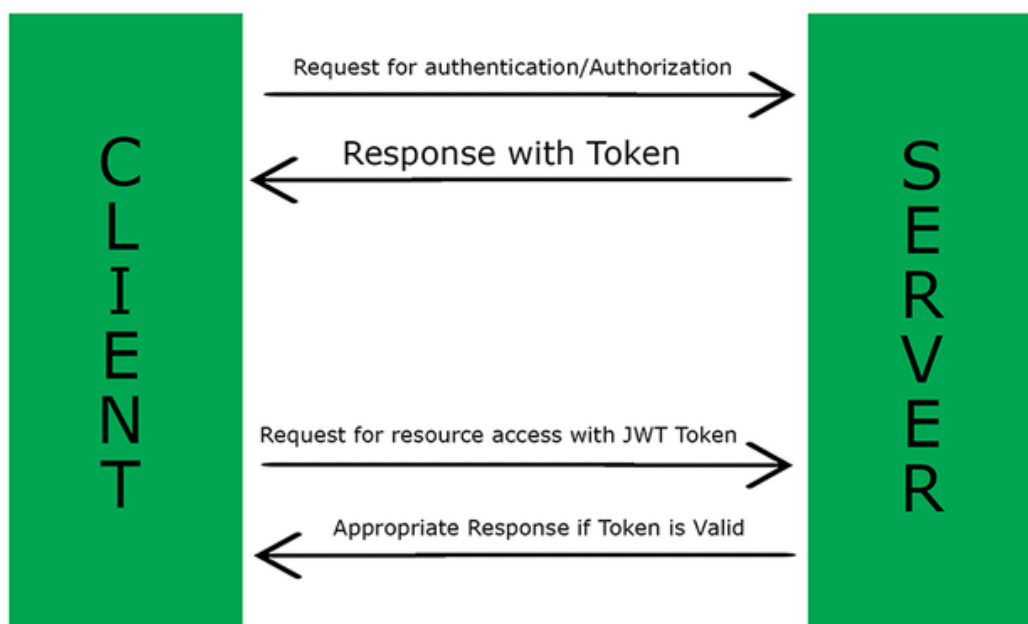 CLIENT
Request for authentication/Authorization
Response with Token
Request for resource access with JWT Token
Appropriate Response if Token is Valid
SERVER